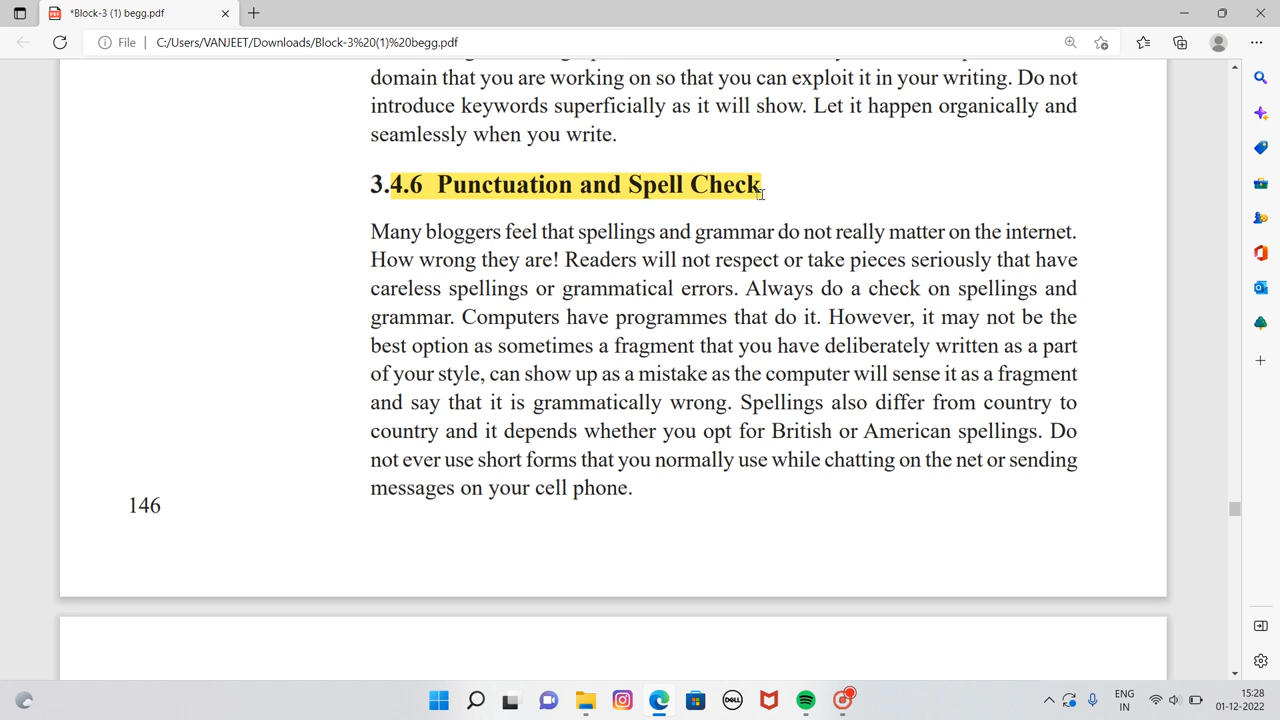 *Block-3 (1) begg.pdf
File
C:/Users/VANJEET/Downloads/Block-3%20(1)%20begg.pdf
domain that you are working on so that you can exploit it in your writing. Do not
introduce keywords superficially as it will show. Let it happen organically and
seamlessly when you write.
3.4.6 Punctuation and Spell Check
Many bloggers feel that spellings and grammar do not really matter on the internet.
How wrong they are! Readers will not respect or take pieces seriously that have
careless spellings or grammatical errors. Always do a check on spellings and
grammar. Computers have programmes that do it. However, it may not be the
best option as sometimes a fragment that you have deliberately written as a part
of your style, can show up as a mistake as the computer will sense it as a fragment
and say that it is grammatically wrong. Spellings also differ from country to
country and it depends whether you opt for British or American spellings. Do
not ever use short forms that you normally use while chatting on the net or sending
messages on your cell phone.
146
DELL
ENG
IN
15:28
01-12-2022